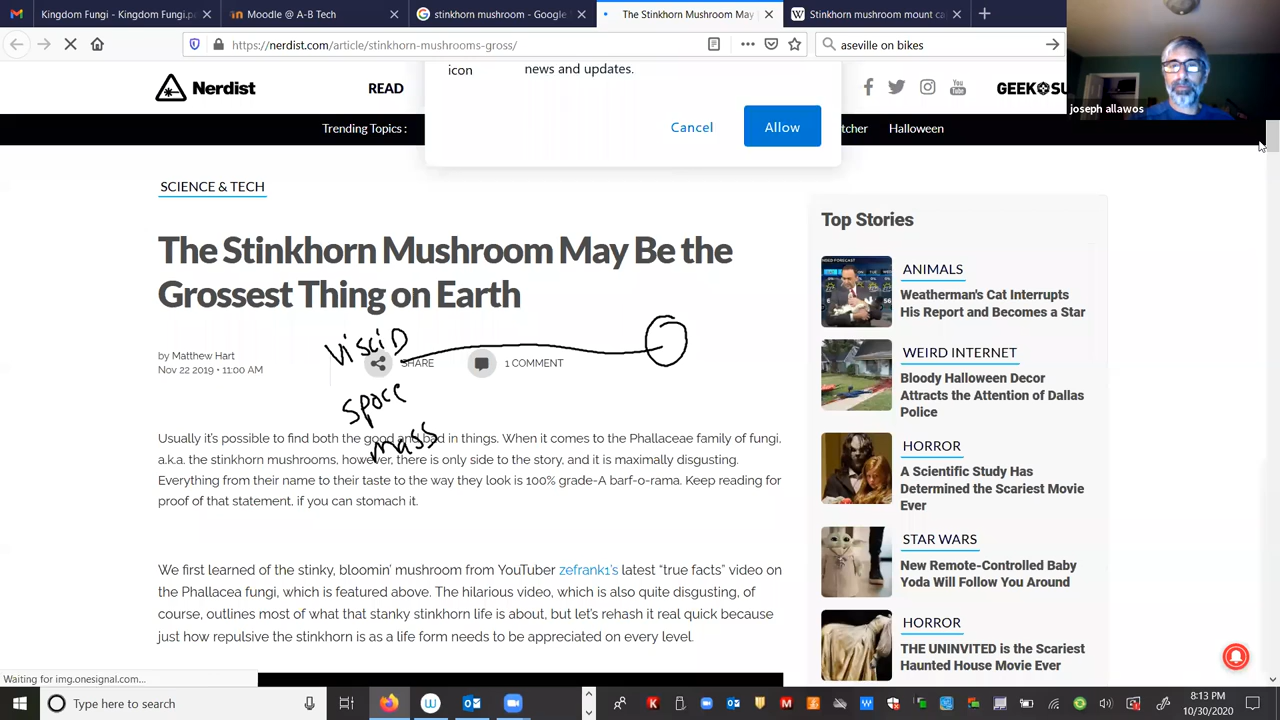 Kingdom Fungi - Kingdom Fungi.p
Moodle @ A-B Tech
stinkhorn mushroom - Google
The Stinkhorn Mushroom May
Stinkhorn mushroom mount ca
https://nerdist.com/article/stinkhorn-mushrooms-gross/
aseville on bikes
joseph allawos
icon
news and updates.
Cancel
Allow
Nerdist
READ
You
Tube
GEEK SU
Trending Topics :
tcher
Halloween
SCIENCE & TECH
The Stinkhorn Mushroom May Be the
Grossest Thing on Earth
by Matthew Hart
Nov 22 2019 • 11:00 AM
SHARE
1 COMMENT
viscid
spore
mass
Usually it's possible to find both the good and bad in things. When it comes to the Phallaceae family of fungi,
a.k.a. the stinkhorn mushrooms, however, there is only side to the story, and it is maximally disgusting.
Everything from their name to their taste to the way they look is 100% grade-A barf-o-rama. Keep reading for
proof of that statement, if you can stomach it.
We first learned of the stinky, bloomin' mushroom from YouTuber zefrank1's latest “true facts” video on
the Phallacea fungi, which is featured above. The hilarious video, which is also quite disgusting, of
course, outlines most of what that stanky stinkhorn life is about, but let's rehash it real quick because
just how repulsive the stinkhorn is as a life form needs to be appreciated on every level.
Top Stories
ANIMALS
Weatherman's Cat Interrupts
His Report and Becomes a Star
WEIRD INTERNET
Bloody Halloween Decor
Attracts the Attention of Dallas
Police
HORROR
A Scientific Study Has
Determined the Scariest Movie
Ever
STAR WARS
New Remote-Controlled Baby
Yoda Will Follow You Around
HORROR
THE UNINVITED is the Scariest
Haunted House Movie Ever
Waiting for img.onesignal.com...
Type here to search
8:13 PM
10/30/2020